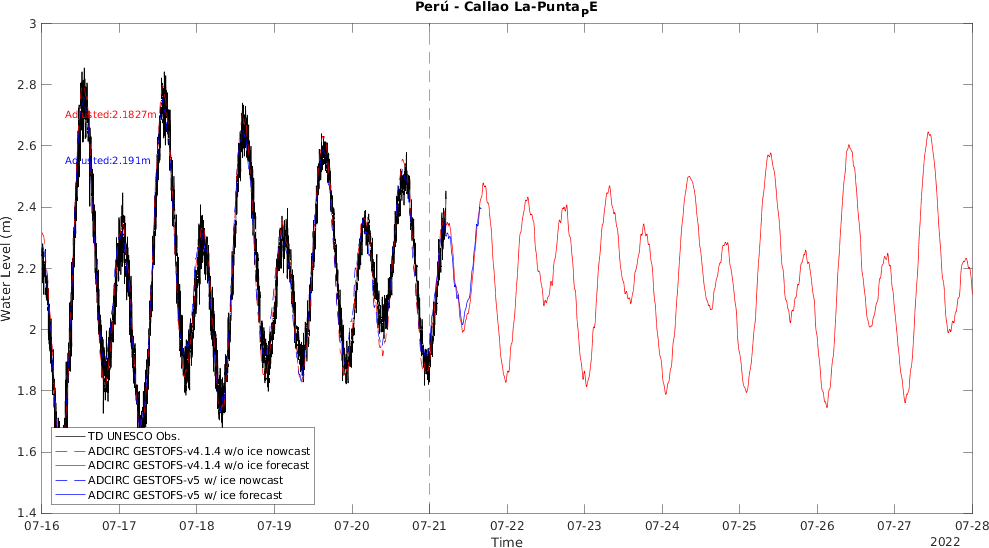 Perú - Callao La-PuntaPE
3
2.8
2.6
2.4
2.2
2
1.8
1.6
1.4
Water Level (m)
Adjusted:2.1827m
Adjusted:2.191m
TD UNESCO Obs.
ADCIRC GESTOFS-v4.1.4 w/o ice nowcast
ADCIRC GESTOFS-v4.1.4 w/o ice forecast
ADCIRC GESTOFS-v5 w/ ice nowcast
ADCIRC GESTOFS-v5 w/ ice forecast
07-16 07-17 07-18 07-19 07-20 07-21 07-22 07-23 07-24 07-25 07-26 07-27 07-28
Time
2022